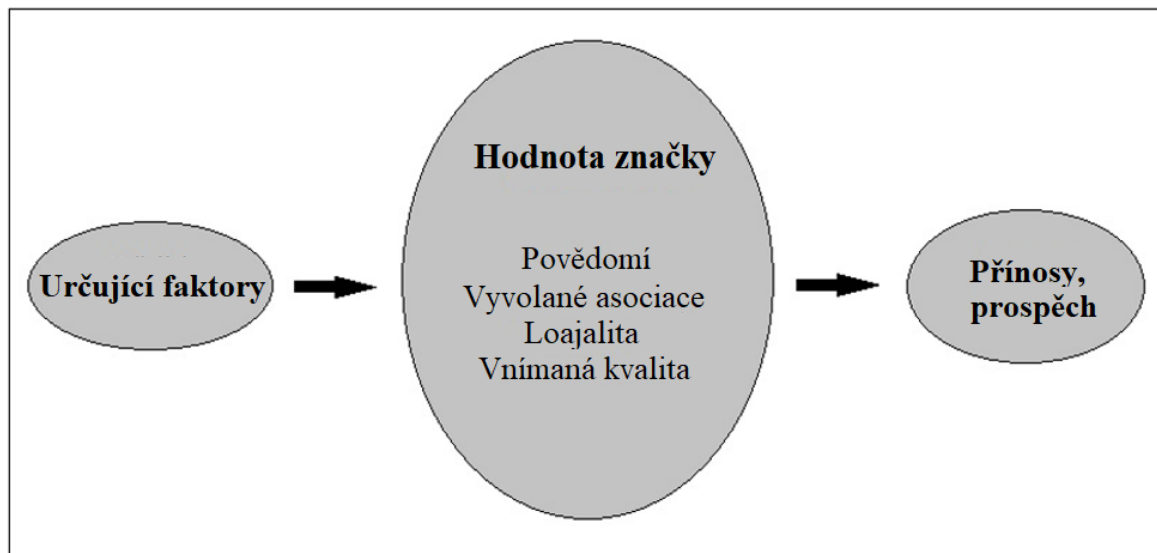 Určující faktory
Hodnota značky
Povědomí
Vyvolané asociace
Loajalita
Vnímaná kvalita
Přínosy,
prospěch